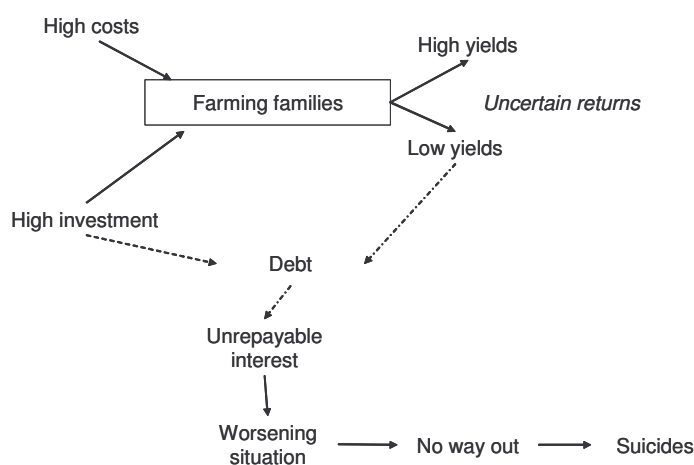 High costs
High yields
Farming families
Uncertain returns
Low yields
High investment
Debt
Unrepayable
interest
Worsening
situation
No way out
Suicides